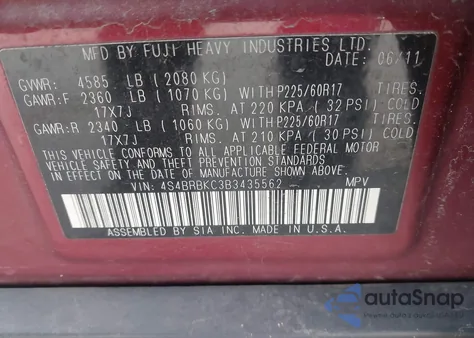 MFD BY FUJI HEAVY INDUSTRIES LTD.
DATE: 06/11
GVWR: 4585 LB (2080 KG)
GAWR:F 2360 LB (1070 KG) WITH P225/60R17 TIRES.
17X7J RIMS. AT 220 KPA (32 PSI) COLD
GAWR:R 2340 LB (1060 KG) WITH P225/60R17 TIRES.
17X7J RIMS. AT 210 KPA (30 PSI) COLD
THIS VEHICLE CONFORMS TO ALL APPLICABLE FEDERAL MOTOR
VEHICLE SAFETY AND THEFT PREVENTION STANDARDS
IN EFFECT ON THE DATE OF MANUFACTURE SHOWN ABOVE.
VIN: 4S4BRBKC3B3435562 MPV
ASSEMBLED BY SIA INC. MADE IN U.S.A.
autoSnap